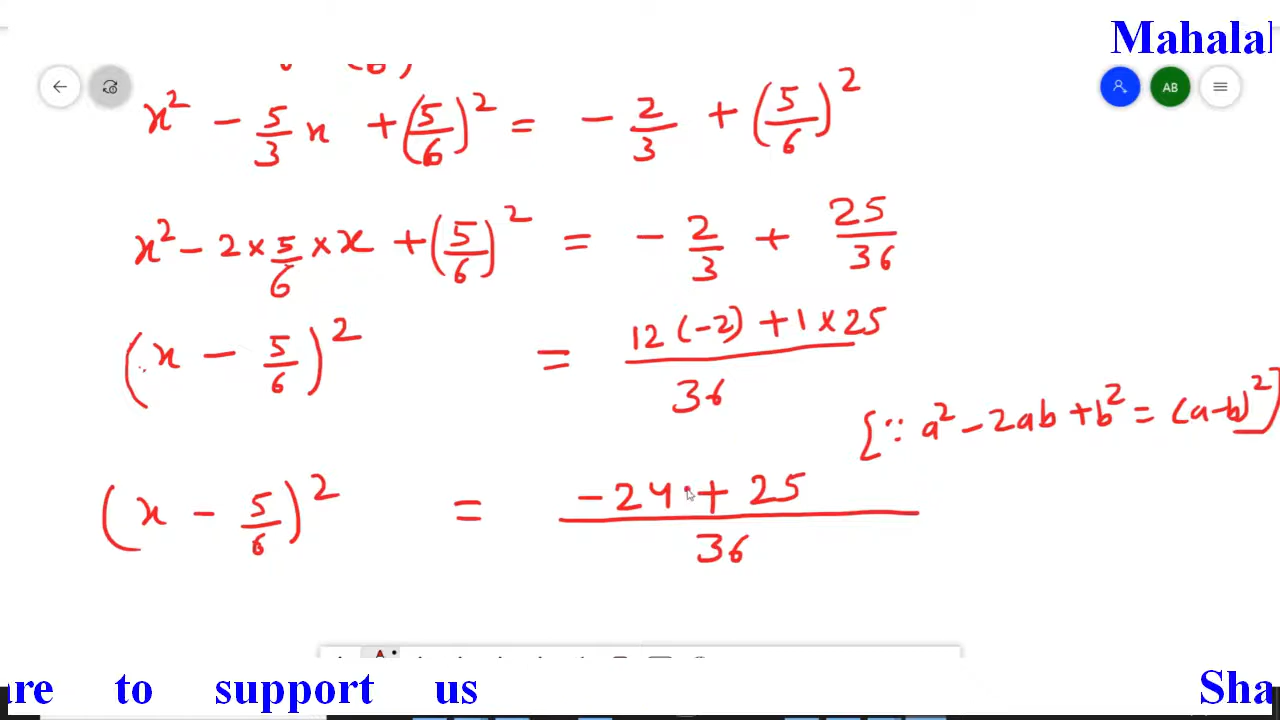 Mahalal
AB
x² - 5/3 x + (5/6)² = - 2/3 + (5/6)²
x² - 2 × 5/6 × x + (5/6)² = - 2/3 + 25/36
(x - 5/6)² = 12(-2) + 1 × 25 / 36
[∵ a² - 2ab + b² = (a-b)²]
(x - 5/6)² = -24 + 25 / 36
are to support us Sha